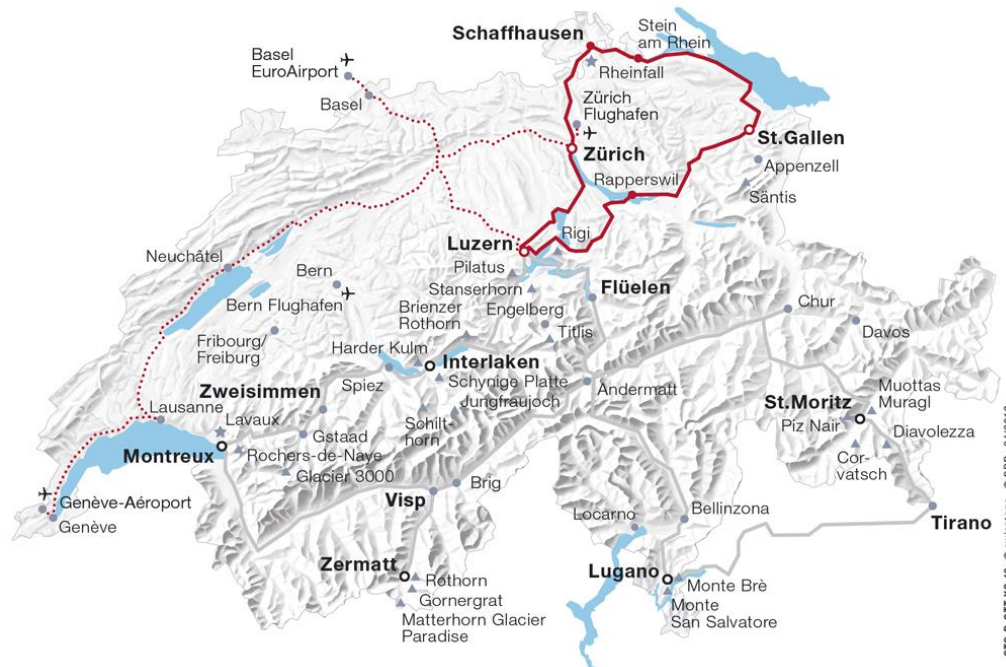 Schaffhausen
Stein
am Rhein
Basel
EuroAirport
Rheinfall
Basel
Zürich
Flughafen
St.Gallen
Zürich
Appenzell
Rapperswil
Säntis
Luzern
Rigi
Neuchâtel
Pilatus
Bern
Stanserhorn
Flüelen
Bern Flughafen
Brienzer
Rothorn
Engelberg
Chur
Titlis
Davos
Fribourg/
Freiburg
Harder Kulm
Interlaken
Spiez
Schynige Platte
Andermatt
Zweisimmen
Jungfraujoch
Muottas
Muragl
St.Moritz
Lausanne
Lavaux
Schilt-
horn
Piz Nair
Diavolezza
Gstaad
Montreux
Rochers-de-Naye
Cor-
vatsch
Glacier 3000
Brig
Visp
Genève-Aéroport
Genève
Locarno
Bellinzona
Tirano
Zermatt
Rothorn
Lugano
Monte Brè
Gornergrat
Monte
San Salvatore
Matterhorn Glacier
Paradise